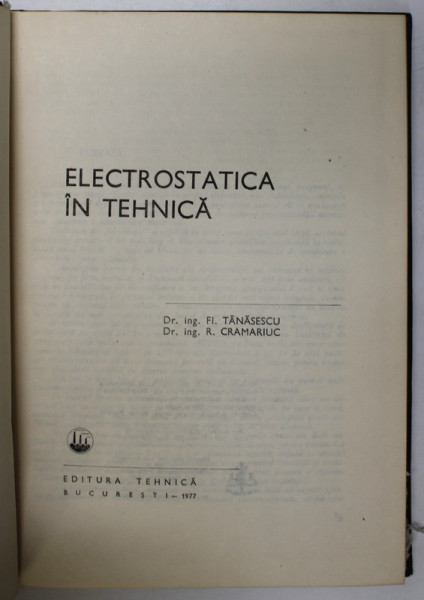 ELECTROSTATICA
ÎN TEHNICĂ
Dr. ing. Fl. TĂNĂSESCU
Dr. ing. R. CRAMARIUC
EDITURA TEHNICĂ
BUCUREȘTI — 1977